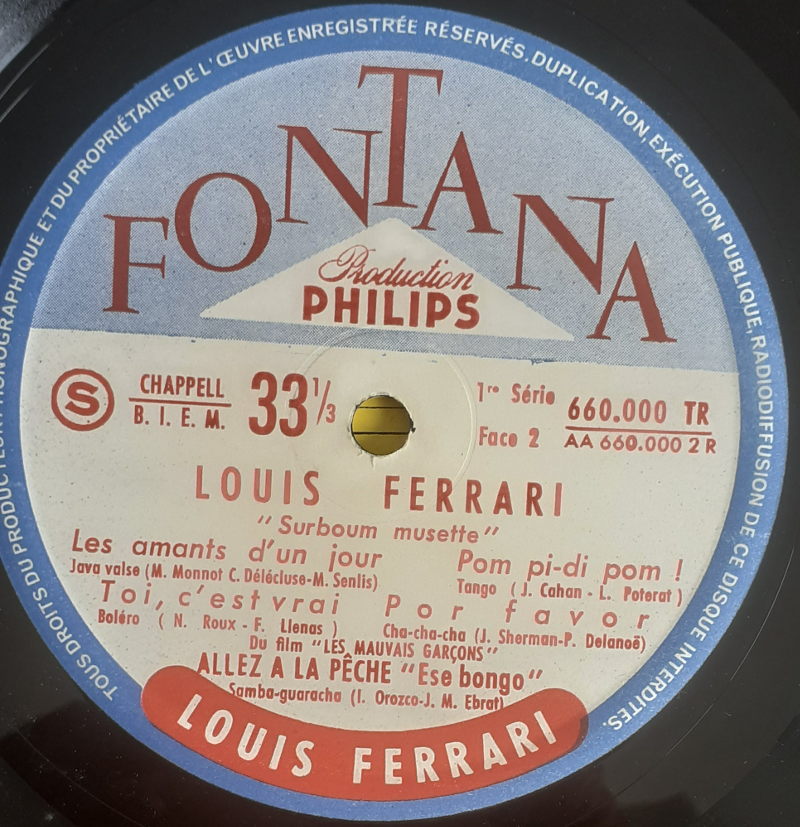 TOUS DROITS DU PRODUCTEUR PHONOGRAPHIQUE ET DU PROPRIÉTAIRE DE L'ŒUVRE ENREGISTRÉE RÉSERVÉS. DUPLICATION, EXÉCUTION PUBLIQUE, RADIODIFFUSION DE CE DISQUE INTERDITES.
FONTANA
Production
PHILIPS
S
CHAPPELL
B. I. E. M.
33 1/3
1re Série
Face 2
660.000 TR
AA 660.000 2 R
LOUIS FERRARI
"Surboum musette"
Les amants d'un jour
Java valse (M. Monnot C. Délécluse-M. Senlis)
Pom pi-di pom !
Tango (J. Cahan - L. Poterat)
Toi, c'est vrai
Boléro (N. Roux - F. Llenas)
Por favor
Cha-cha-cha (J. Sherman-P. Delanoë)
Du film "LES MAUVAIS GARÇONS"
ALLEZ A LA PÊCHE "Ese bongo"
Samba-guaracha (I. Orozco-J. M. Ebrat)
LOUIS FERRARI